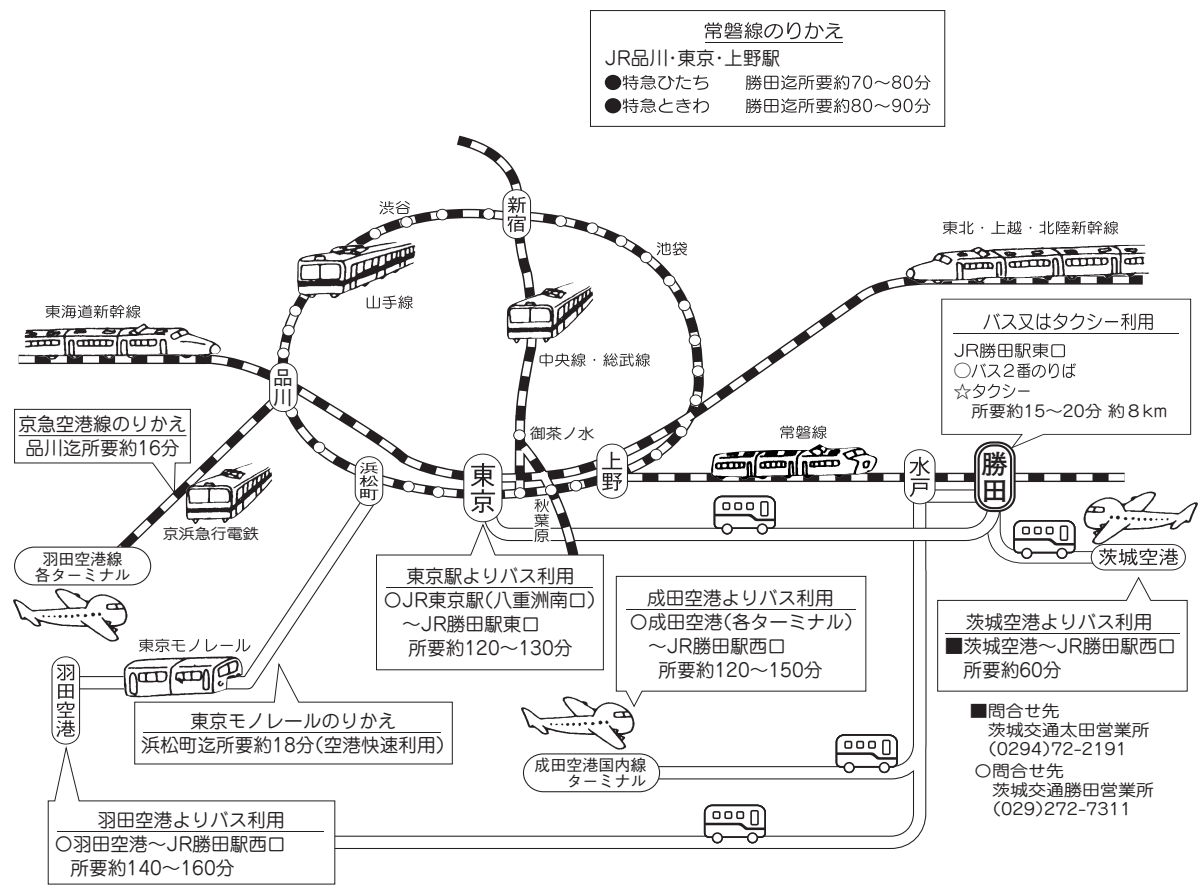 常磐線のりかえ
JR品川・東京・上野駅
●特急ひたち 勝田迄所要約70～80分
●特急ときわ 勝田迄所要約80～90分
渋谷
新宿
池袋
東北・上越・北陸新幹線
山手線
東海道新幹線
中央線・総武線
バス又はタクシー利用
JR勝田駅東口
○バス2番のりば
☆タクシー
所要約15～20分 約8km
品川
京急空港線のりかえ
品川迄所要約16分
御茶ノ水
常磐線
浜松町
東京
上野
水戸
勝田
秋葉原
京浜急行電鉄
羽田空港線
各ターミナル
茨城空港
東京駅よりバス利用
○JR東京駅(八重洲南口)
～JR勝田駅東口
所要約120～130分
成田空港よりバス利用
○成田空港(各ターミナル)
～JR勝田駅西口
所要約120～150分
茨城空港よりバス利用
■茨城空港～JR勝田駅西口
所要約60分
東京モノレール
羽田空港
東京モノレールのりかえ
浜松町迄所要約18分(空港快速利用)
■問合せ先
茨城交通太田営業所
(0294)72-2191
○問合せ先
茨城交通勝田営業所
(029)272-7311
成田空港国内線
ターミナル
羽田空港よりバス利用
○羽田空港～JR勝田駅西口
所要約140～160分